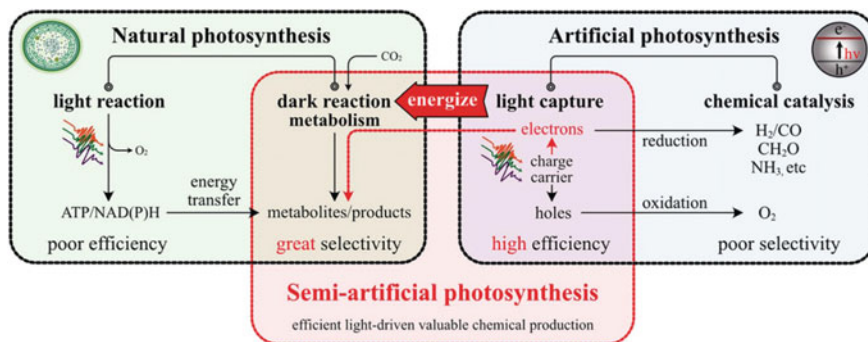 Natural photosynthesis
Artificial photosynthesis
e⁻
hν
h⁺
CO₂
light reaction
dark reaction
metabolism
energize
light capture
chemical catalysis
O₂
electrons
reduction
H₂/CO
CH₂O
NH₃, etc
charge
carrier
energy
transfer
ATP/NAD(P)H
metabolites/products
holes
oxidation
O₂
poor efficiency
great selectivity
high efficiency
poor selectivity
Semi-artificial photosynthesis
efficient light-driven valuable chemical production